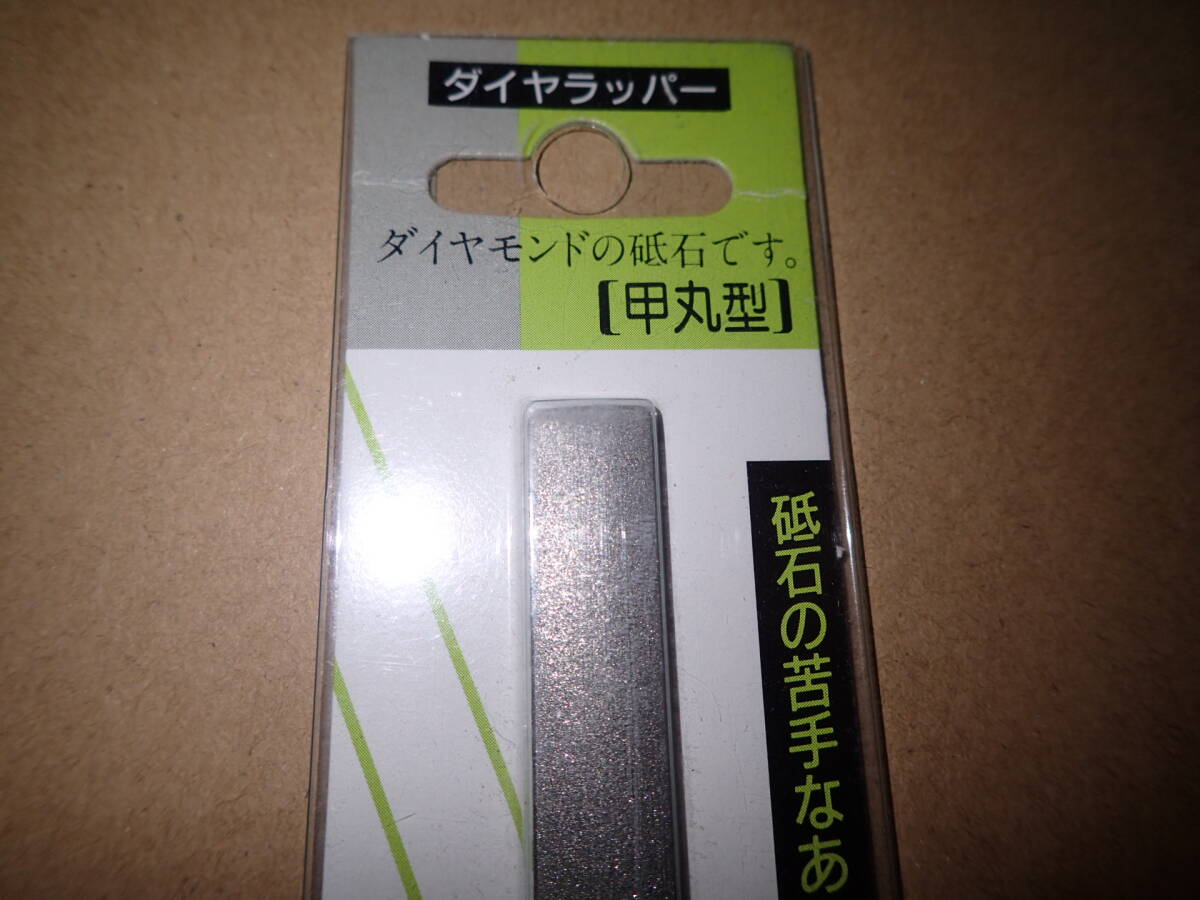 ダイヤラッパー
ダイヤモンドの砥石です。
[甲丸型]
砥石の苦手なあ